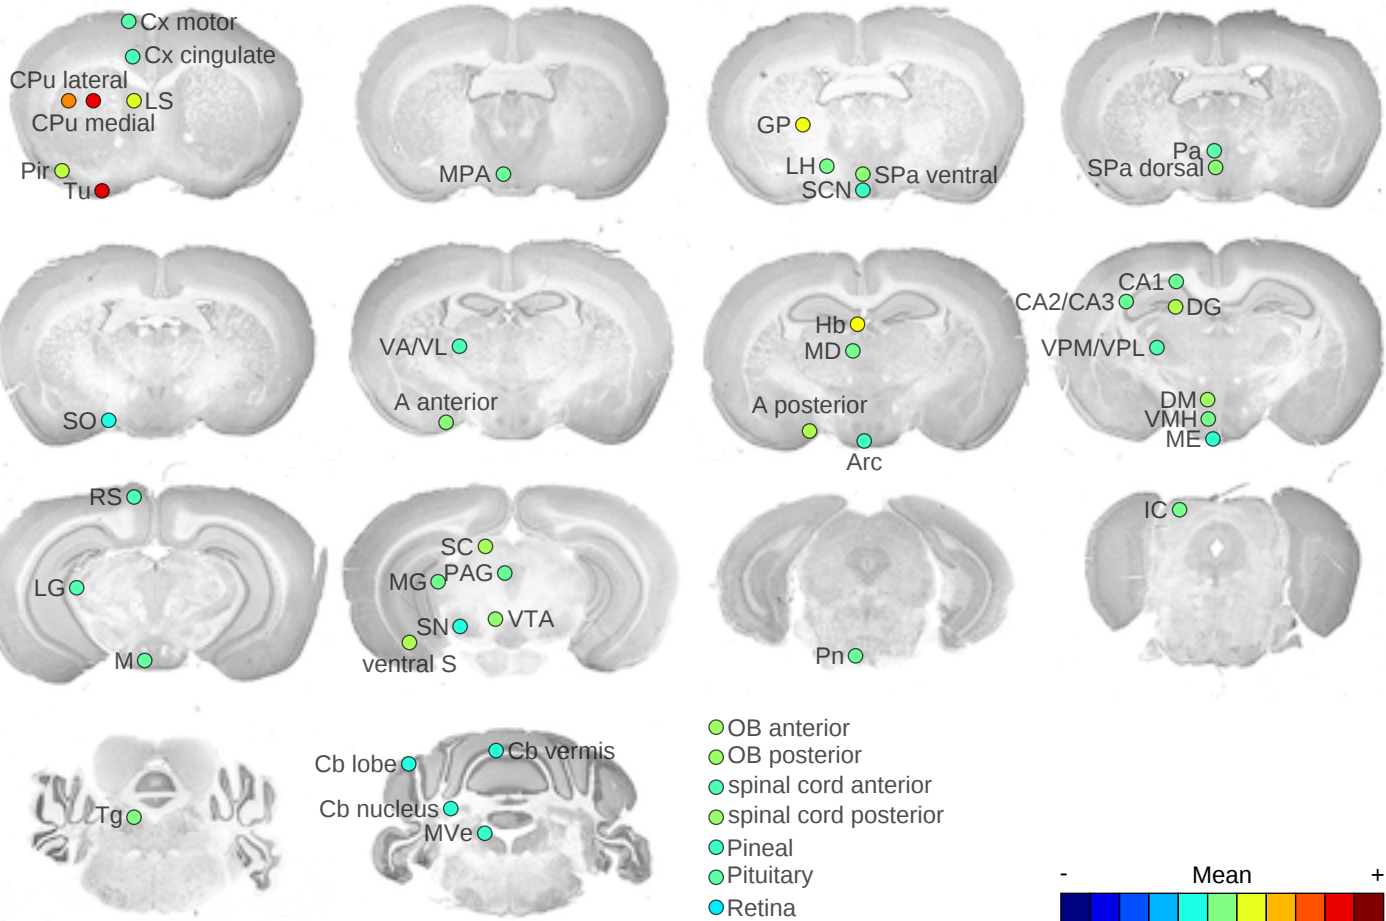 Cx motor
Cx cingulate
CPu lateral
LS
CPu medial
Pir
Tu
MPA
GP
LH
SPa ventral
SCN
Pa
SPa dorsal
SO
VA/VL
A anterior
Hb
MD
A posterior
Arc
CA1
CA2/CA3
DG
VPM/VPL
DM
VMH
ME
RS
LG
M
SC
MG
PAG
SN
VTA
ventral S
Pn
IC
Tg
Cb lobe
Cb vermis
Cb nucleus
MVe
OB anterior
OB posterior
spinal cord anterior
spinal cord posterior
Pineal
Pituitary
Retina
- Mean +